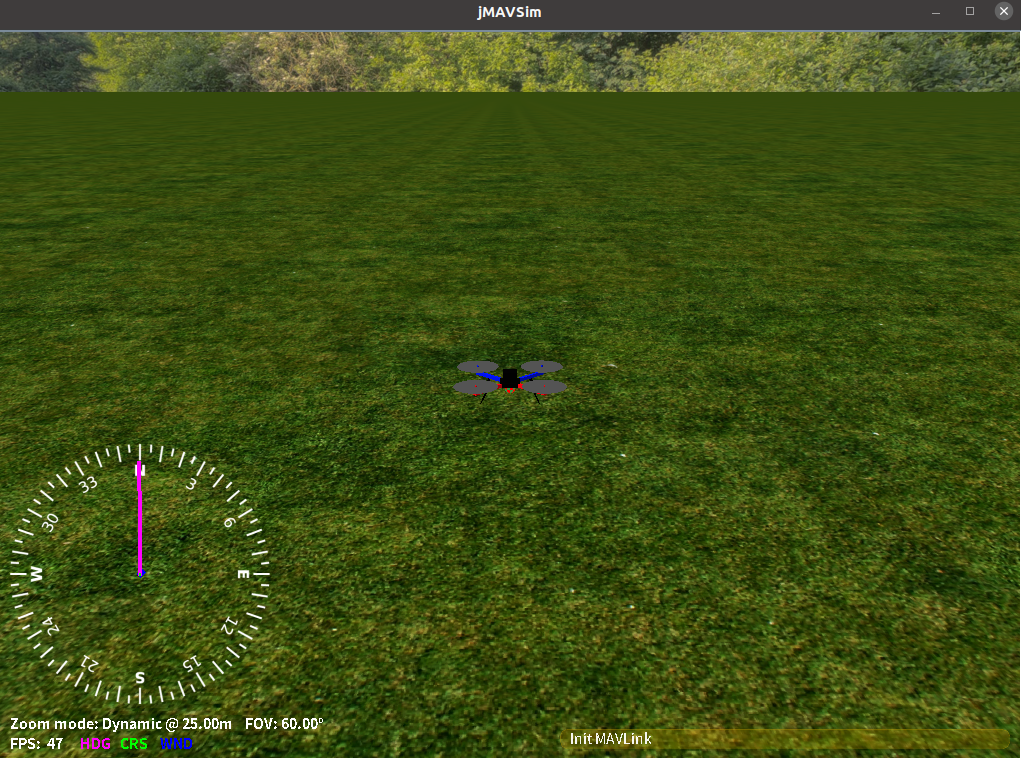 jMAVSim
N
33
3
30
6
W
E
24
12
21
15
S
Zoom mode: Dynamic @ 25.00m FOV: 60.00º
FPS: 47 HDG CRS WND
Init MAVLink